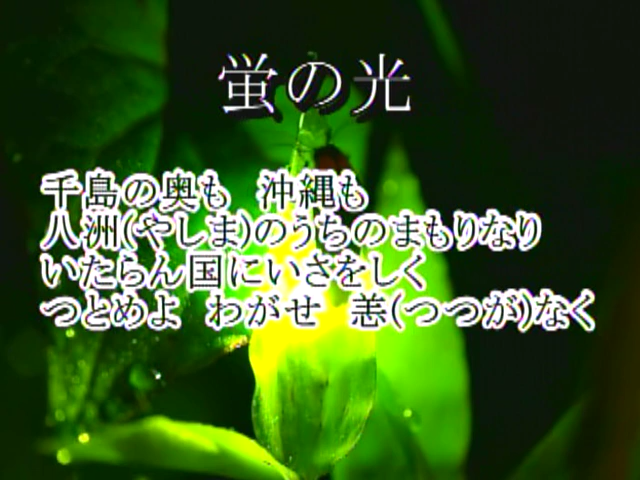 蛍の光
千島の奥も　沖縄も
八洲(やしま)のうちのまもりなり
いたらん国にいさをしく
つとめよ　わがせ　恙(つつが)なく